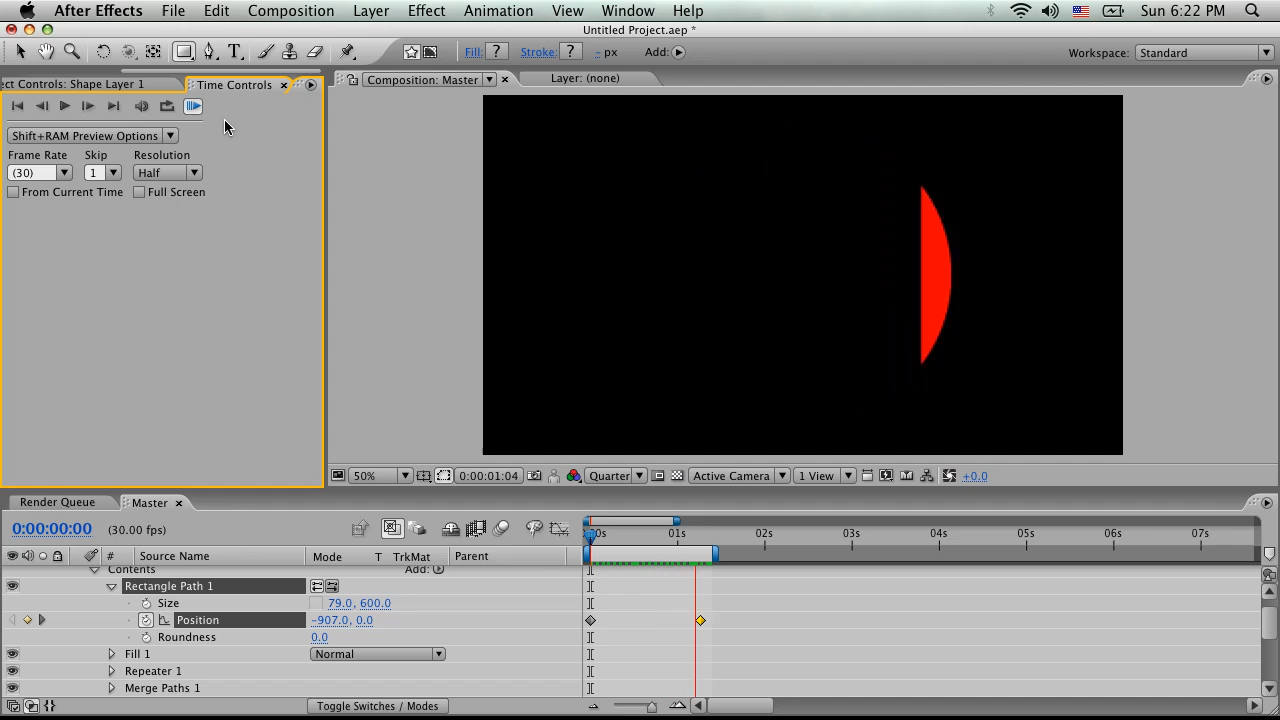 After Effects File Edit Composition Layer Effect Animation View Window Help Sun 6:22 PM
Untitled Project.aep *
T Fill: ? Stroke: ? - px Add: Workspace: Standard
ect Controls: Shape Layer 1 Time Controls × Composition: Master × Layer: (none)
Shift+RAM Preview Options
Frame Rate Skip Resolution
(30) 1 Half
From Current Time Full Screen
50% 0:00:01:04 Quarter Active Camera 1 View +0.0
Render Queue Master ×
0:00:00:00 (30.00 fps) 00s 01s 02s 03s 04s 05s 06s 07s
# Source Name Mode T TrkMat Parent
Contents Add:
Rectangle Path 1
Size 79.0, 600.0
Position -907.0, 0.0
Roundness 0.0
Fill 1 Normal
Repeater 1
Merge Paths 1
Toggle Switches / Modes